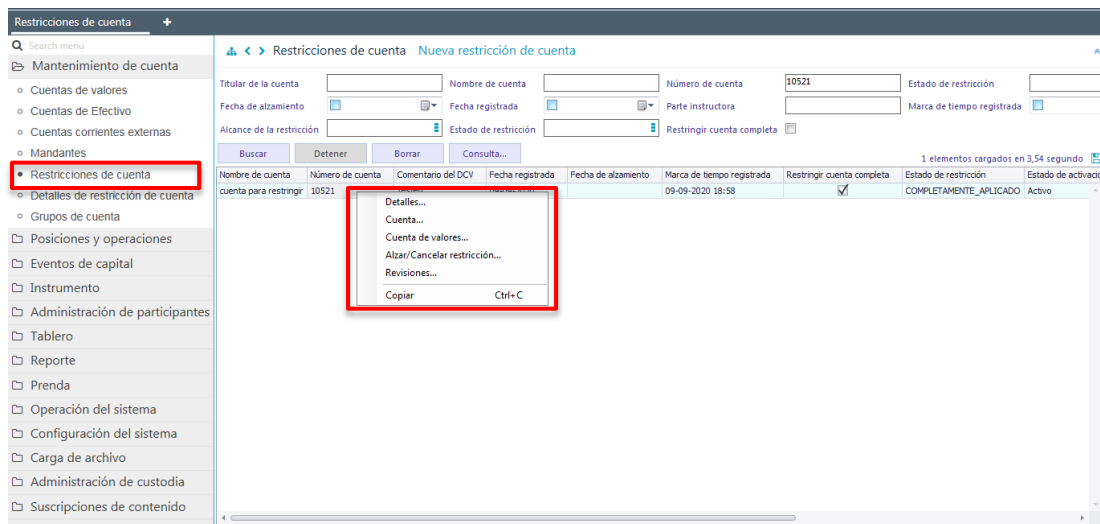 Restricciones de cuenta +
Search menu
Mantenimiento de cuenta
Cuentas de valores
Cuentas de Efectivo
Cuentas corrientes externas
Mandantes
Restricciones de cuenta
Detalles de restricción de cuenta
Grupos de cuenta
Posiciones y operaciones
Eventos de capital
Instrumento
Administración de participantes
Tablero
Reporte
Prenda
Operación del sistema
Configuración del sistema
Carga de archivo
Administración de custodia
Suscripciones de contenido
Restricciones de cuenta Nueva restricción de cuenta
Titular de la cuenta Nombre de cuenta Número de cuenta 10521 Estado de restricción
Fecha de alzamiento Fecha registrada Parte instructora Marca de tiempo registrada
Alcance de la restricción Estado de restricción Restringir cuenta completa
Buscar Detener Borrar Consulta...
1 elementos cargados en 3,54 segundo
Nombre de cuenta Número de cuenta Comentario del DCV Fecha registrada Fecha de alzamiento Marca de tiempo registrada Restringir cuenta completa Estado de restricción Estado de activació
cuenta para restringir 10521 09-09-2020 18:58 COMPLETAMENTE_APLICADO Activo
Detalles...
Cuenta...
Cuenta de valores...
Alzar/Cancelar restricción...
Revisiones...
Copiar Ctrl+C